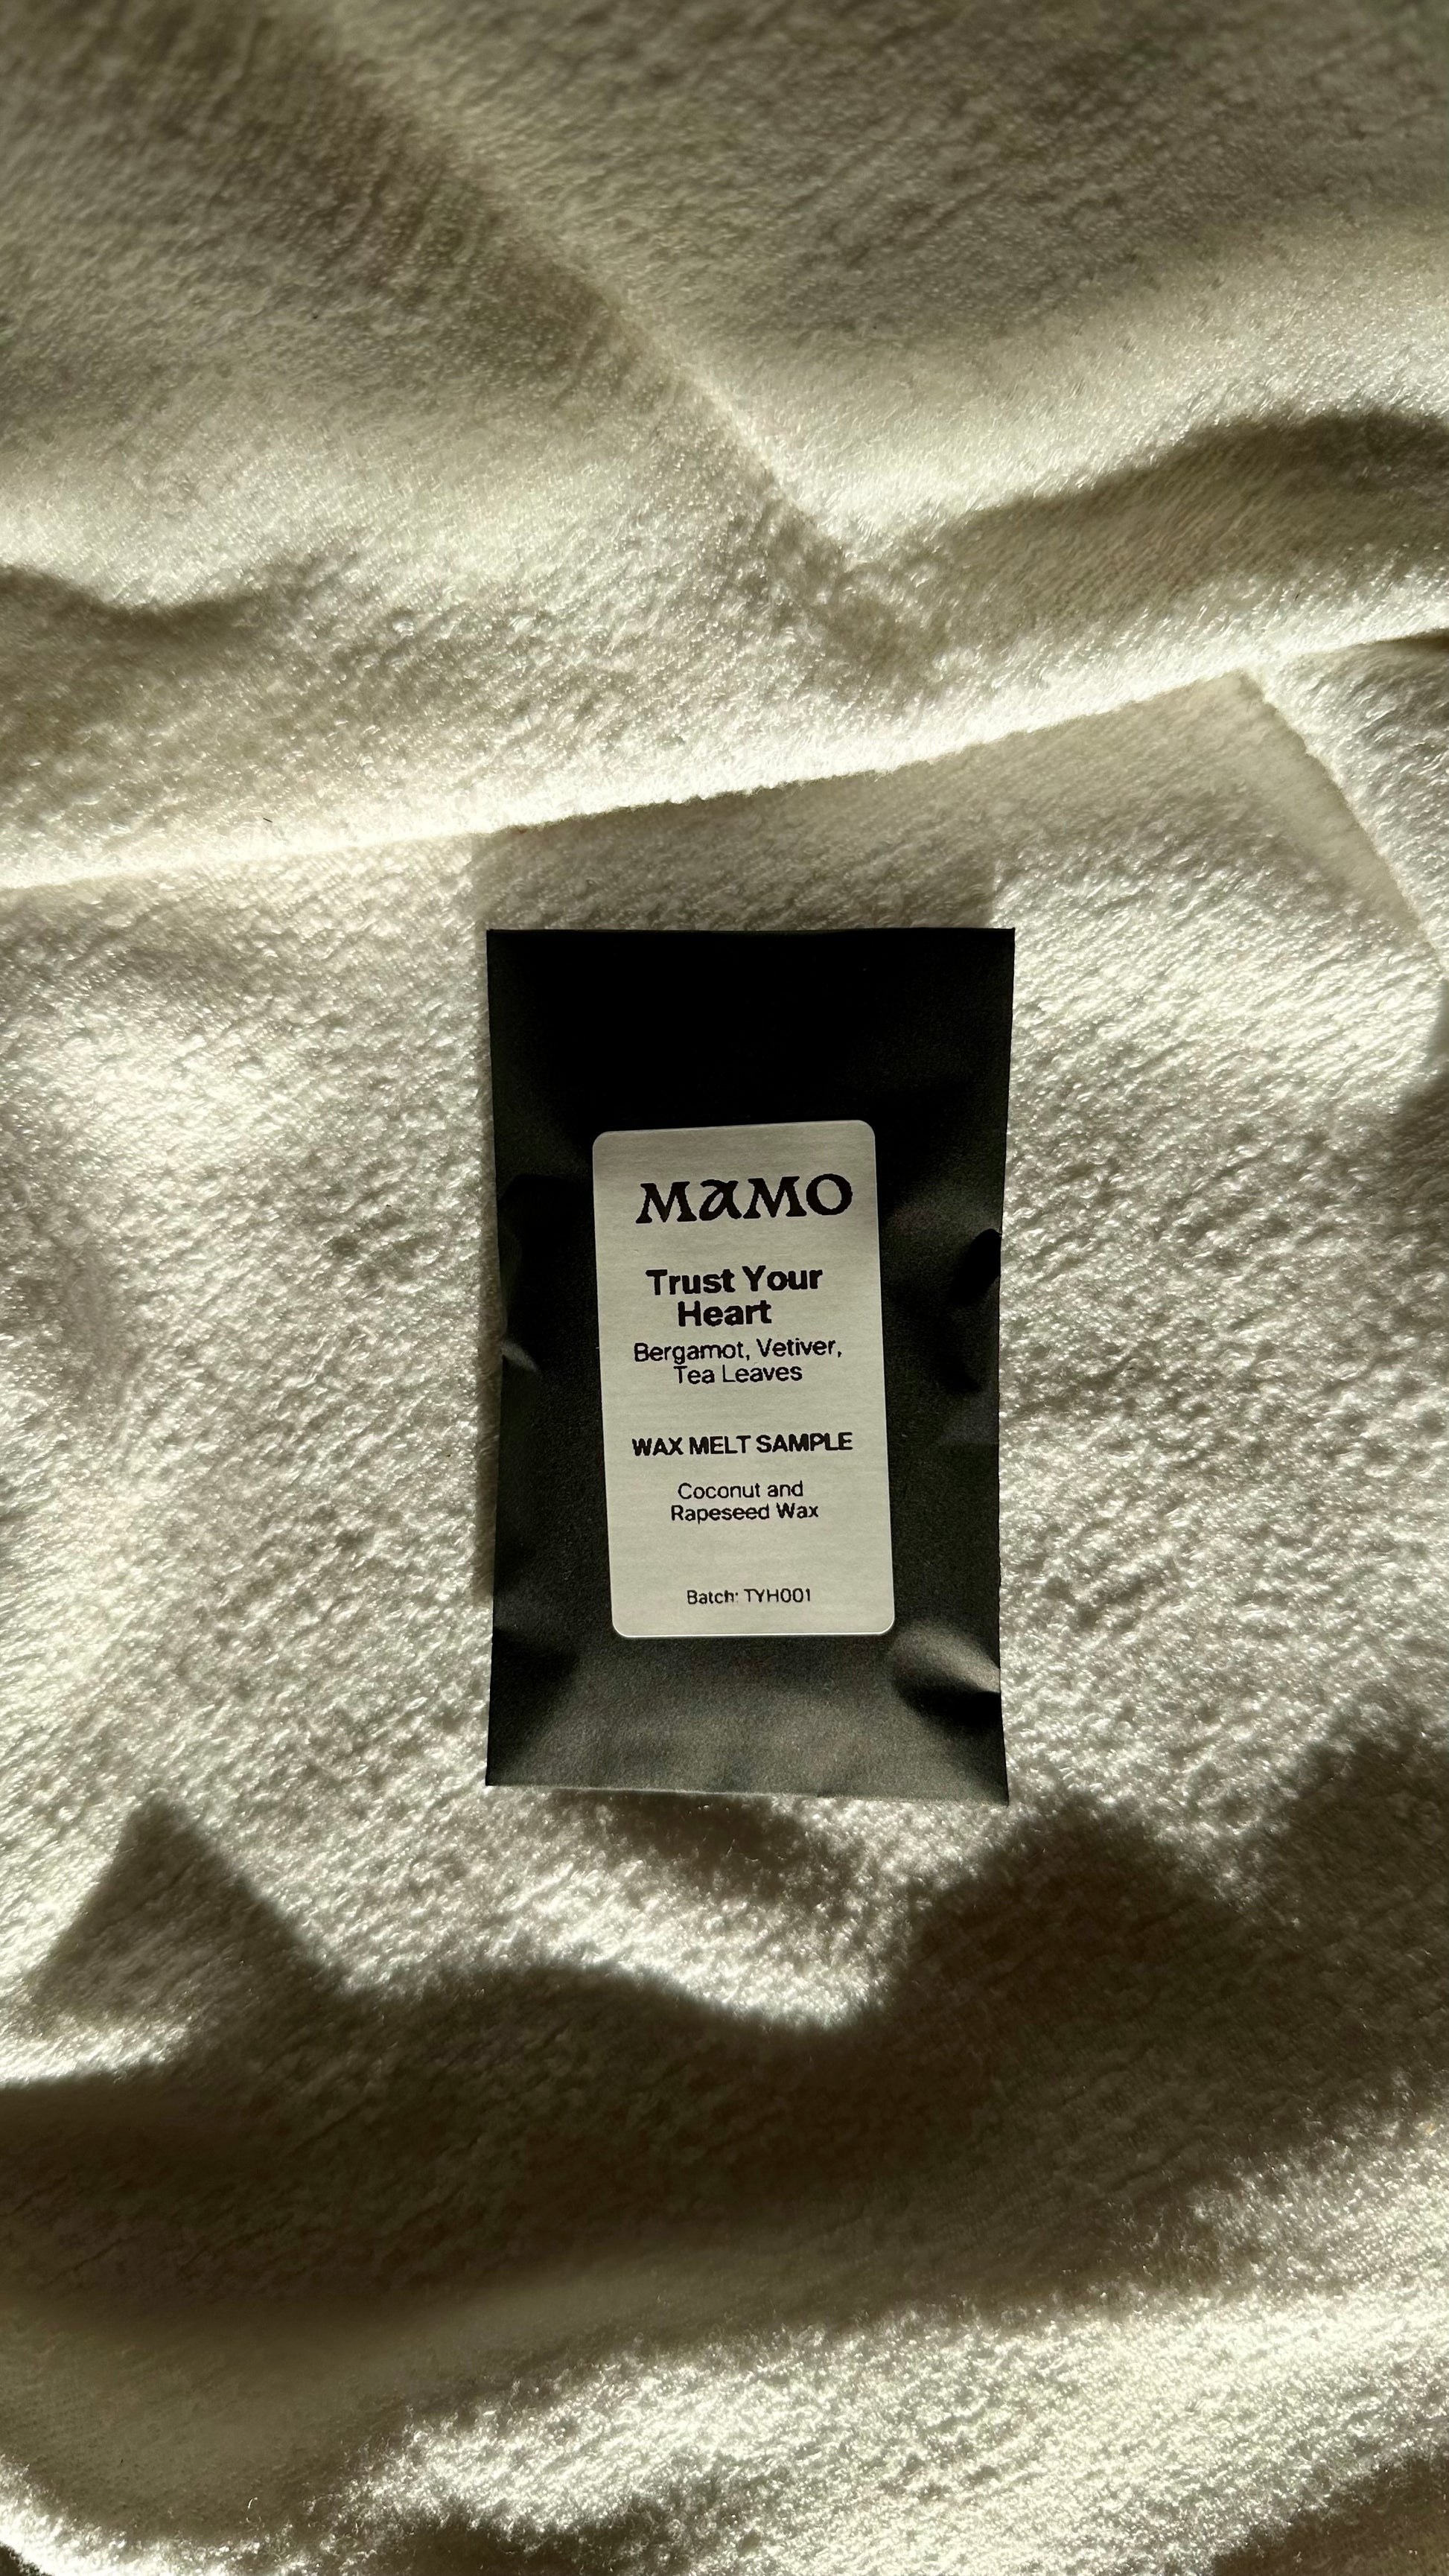 MAMO
Trust Your
Heart
Bergamot, Vetiver,
Tea Leaves
WAX MELT SAMPLE
Coconut and
Rapeseed Wax
Batch: TYH001